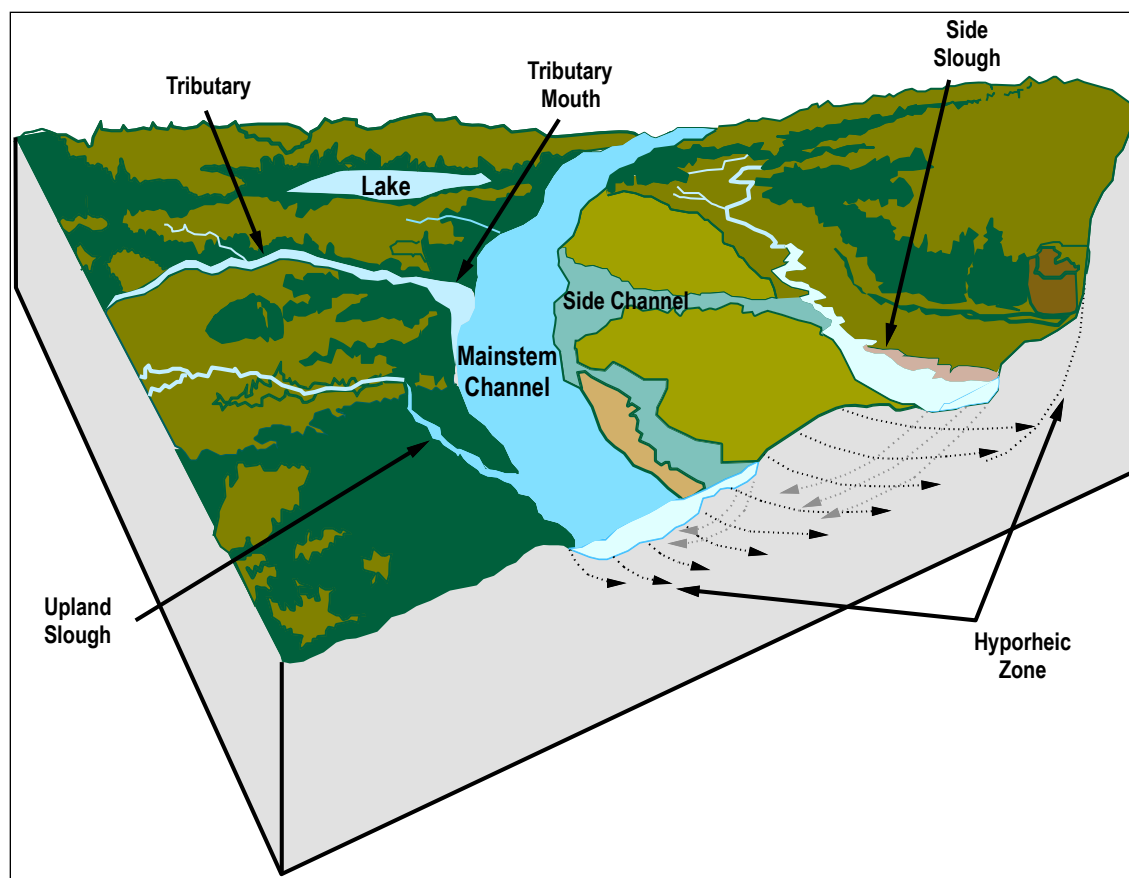 Side
Slough
Tributary
Tributary
Mouth
Lake
Side Channel
Mainstem
Channel
Upland
Slough
Hyporheic
Zone